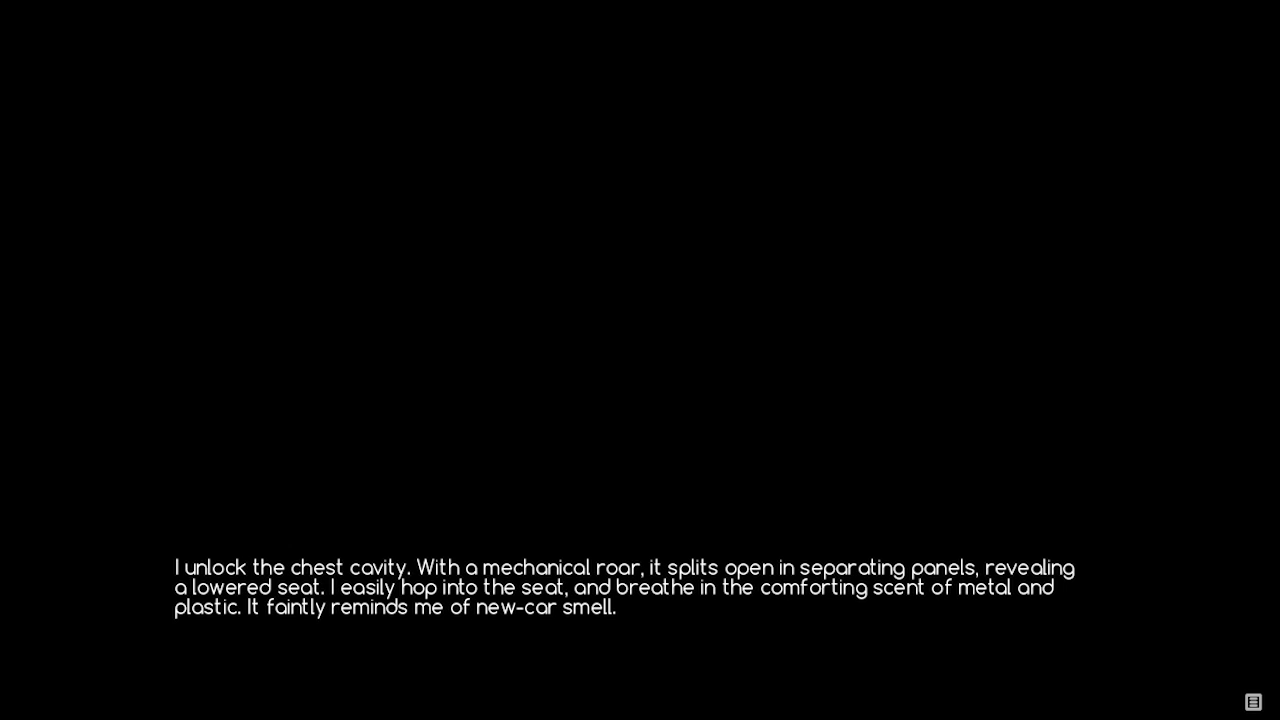 I unlock the chest cavity. With a mechanical roar, it splits open in separating panels, revealing
a lowered seat. I easily hop into the seat, and breathe in the comforting scent of metal and
plastic. It faintly reminds me of new-car smell.